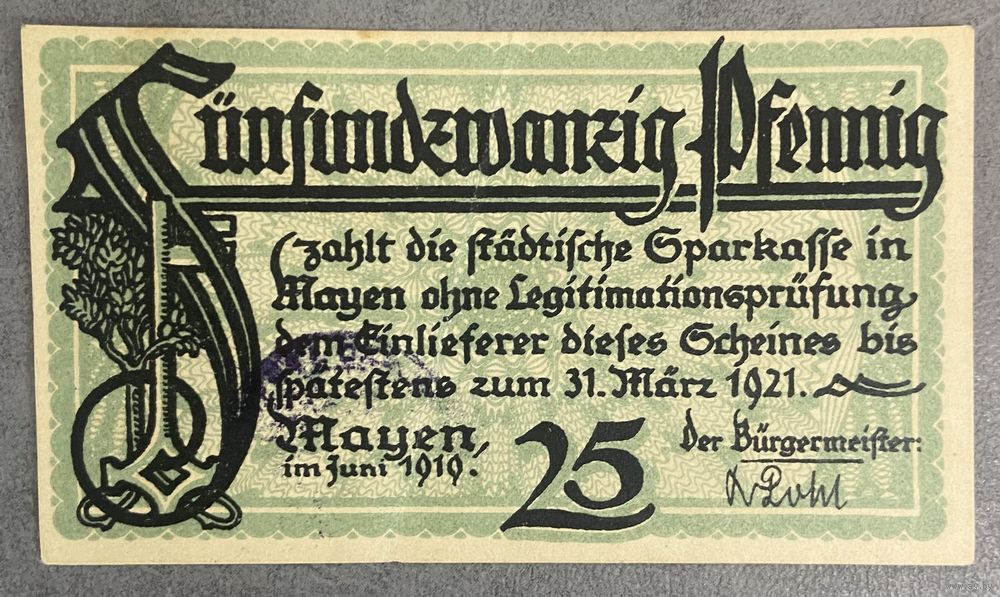 Fünfundzwanzig Pfennig
zahlt die städtische Sparkasse in
Mayen ohne Legitimationsprüfung
dem Einlieferer dieses Scheines bis
spätestens zum 31. März 1921.
Mayen,
im Juni 1919.
25
Der Bürgermeister: